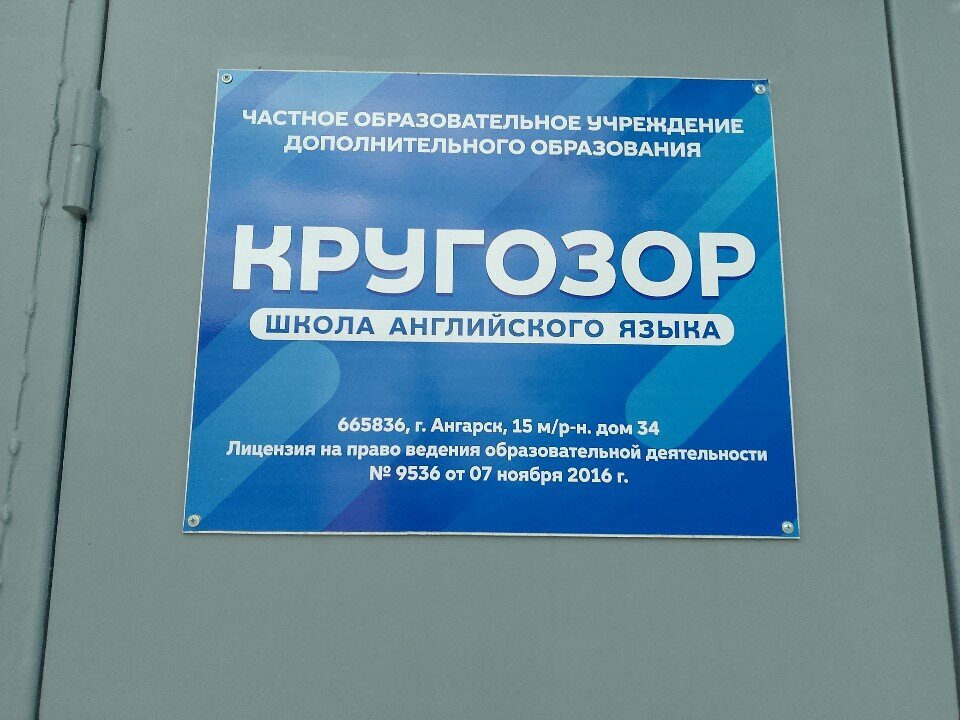 ЧАСТНОЕ ОБРАЗОВАТЕЛЬНОЕ УЧРЕЖДЕНИЕ
ДОПОЛНИТЕЛЬНОГО ОБРАЗОВАНИЯ
КРУГОЗОР
ШКОЛА АНГЛИЙСКОГО ЯЗЫКА
665836, г. Ангарск, 15 м/р-н. дом 34
Лицензия на право ведения образовательной деятельности
№ 9536 от 07 ноября 2016 г.